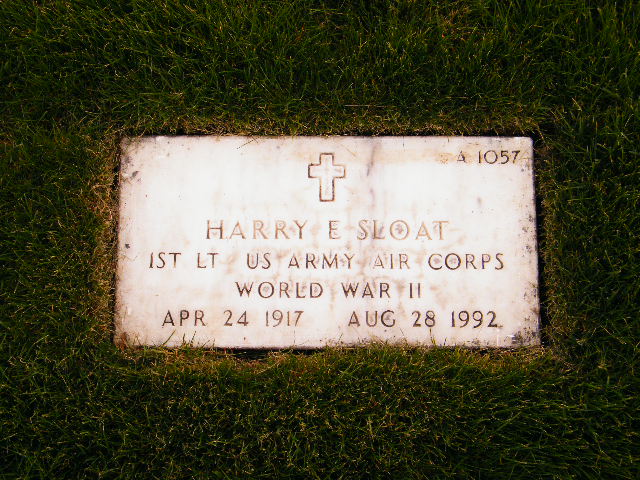 A 1057
HARRY E SLOAT
1ST LT US ARMY AIR CORPS
WORLD WAR II
APR 24 1917 AUG 28 1992